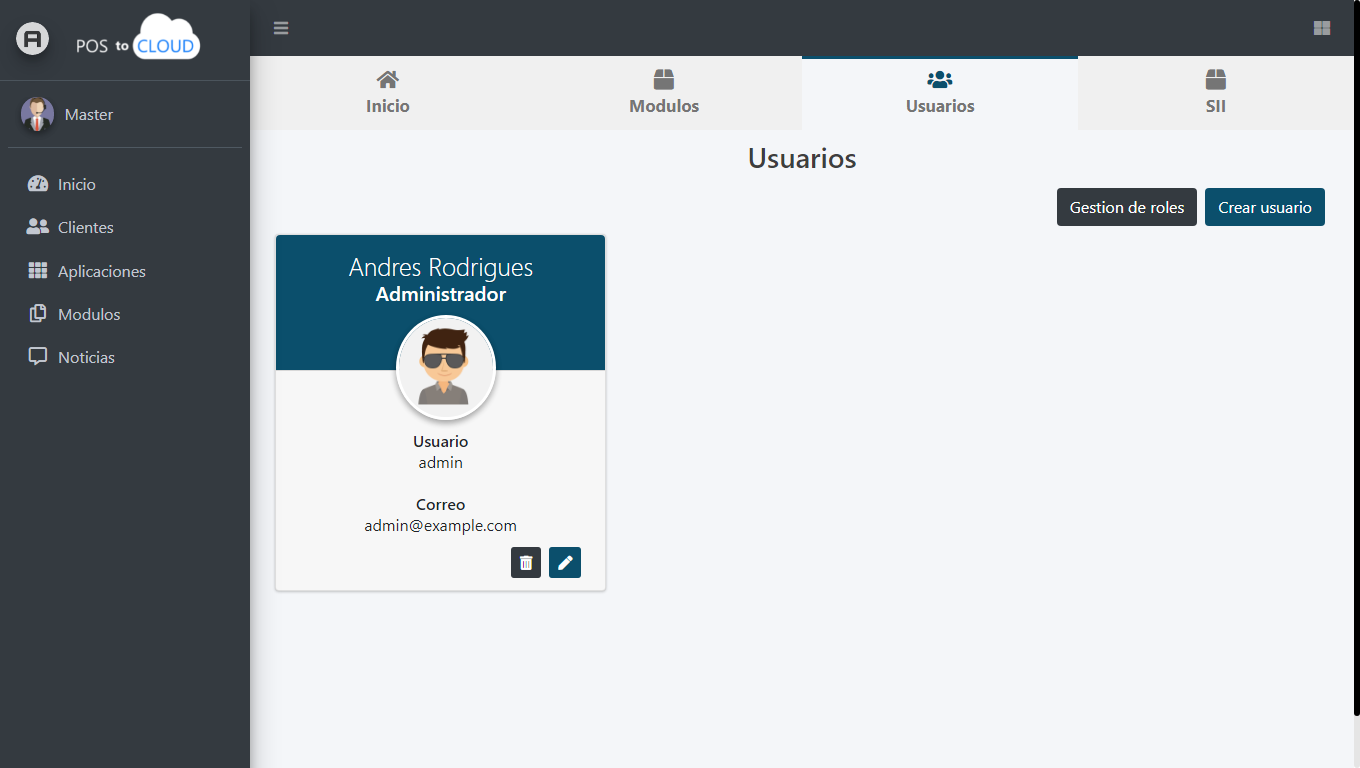 POS to CLOUD
Master
Inicio
Clientes
Aplicaciones
Modulos
Noticias
Inicio
Modulos
Usuarios
SII
Usuarios
Gestion de roles
Crear usuario
Andres Rodrigues
Administrador
Usuario
admin
Correo
admin@example.com